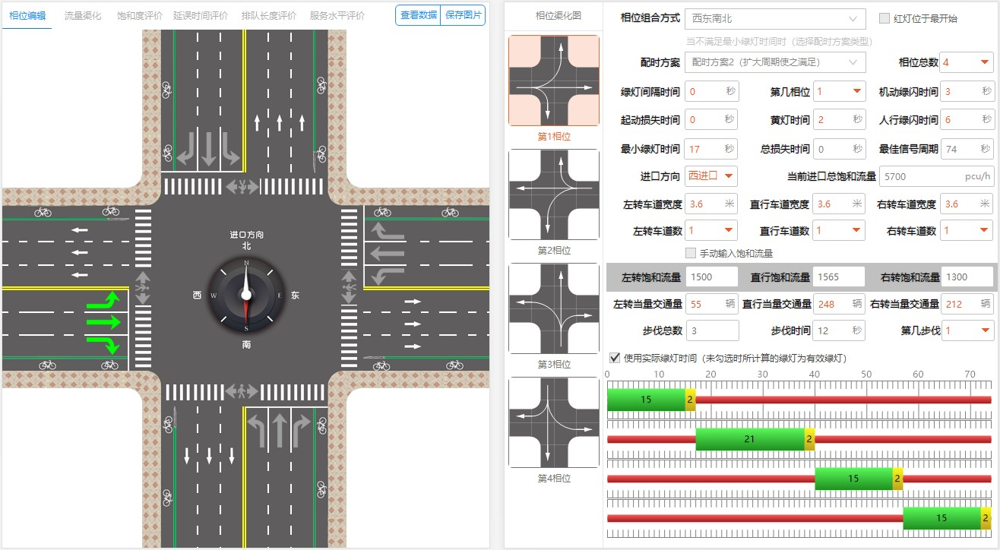 相位编辑 流量渠化 饱和度评价 延误时间评价 排队长度评价 服务水平评价 查看数据 保存图片
进口方向
北
N
西 W E 东
S
南
相位渠化图
第1相位
第2相位
第3相位
第4相位
相位组合方式 西东南北 红灯位于最开始
当不满足最小绿灯时间时（选择配时方案类型）
配时方案 配时方案2（扩大周期使之满足） 相位总数 4
绿灯间隔时间 0 秒 第几相位 1 机动绿闪时间 3 秒
起动损失时间 0 秒 黄灯时间 2 秒 人行绿闪时间 6 秒
最小绿灯时间 17 秒 总损失时间 0 秒 最佳信号周期 74 秒
进口方向 西进口 当前进口总饱和流量 5700 pcu/h
左转车道宽度 3.6 米 直行车道宽度 3.6 米 右转车道宽度 3.6 米
左转车道数 1 直行车道数 1 右转车道数 1
手动输入饱和流量
左转饱和流量 1500 直行饱和流量 1565 右转饱和流量 1300
左转当量交通量 55 辆 直行当量交通量 248 辆 右转当量交通量 212 辆
步伐总数 3 步伐时间 12 秒 第几步伐 1
使用实际绿灯时间（未勾选时所计算的绿灯为有效绿灯）
0 10 20 30 40 50 60 70
15 2
21 2
15 2
15 2